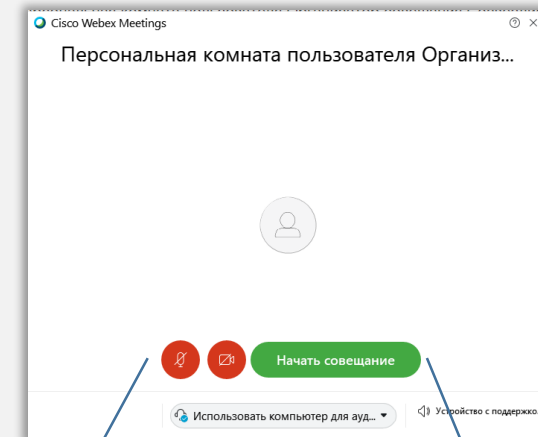 Cisco Webex Meetings
Персональная комната пользователя Организ...
Начать совещание
Использовать компьютер для ауд...
Устройство с поддержко